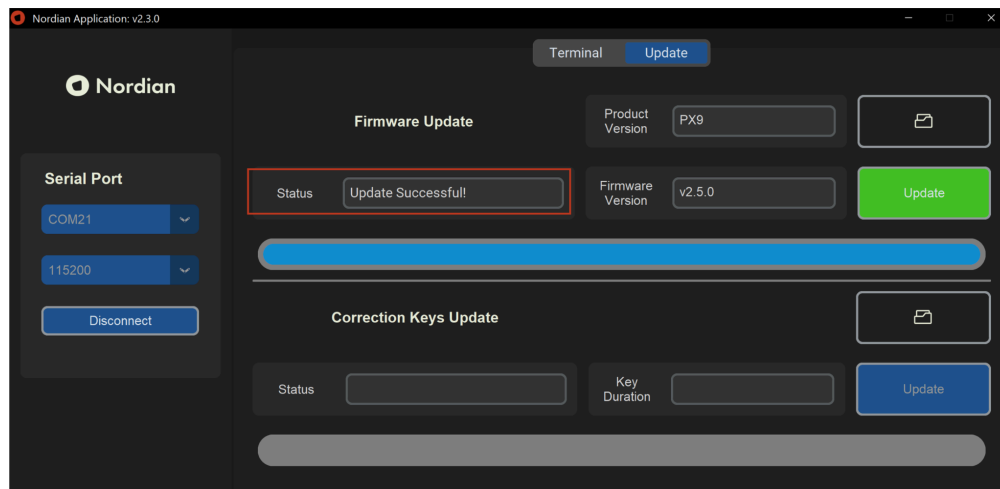 Nordian Application: v2.3.0
Terminal
Update
Nordian
Firmware Update
Product
Version
PX9
Serial Port
Status
Update Successful!
Firmware
Version
v2.5.0
Update
COM21
115200
Disconnect
Correction Keys Update
Status
Key
Duration
Update